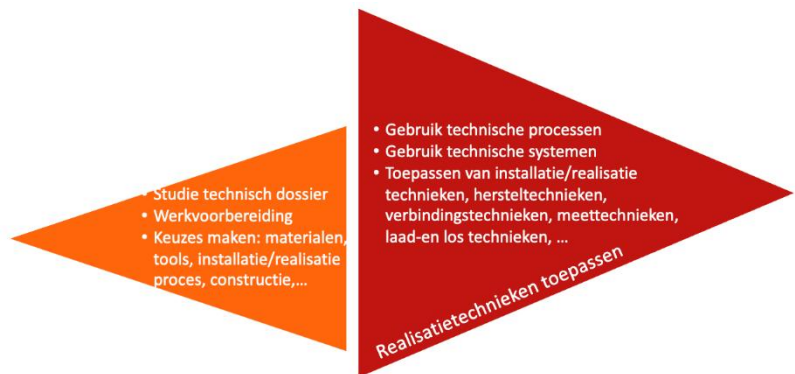 • Studie technisch dossier
• Werkvoorbereiding
• Keuzes maken: materialen,
tools, installatie/realisatie
proces, constructie,...
• Gebruik technische processen
• Gebruik technische systemen
• Toepassen van installatie/realisatie
technieken, hersteltechnieken,
verbindingstechnieken, meettechnieken,
laad-en los technieken, ...
Realisatietechnieken toepassen